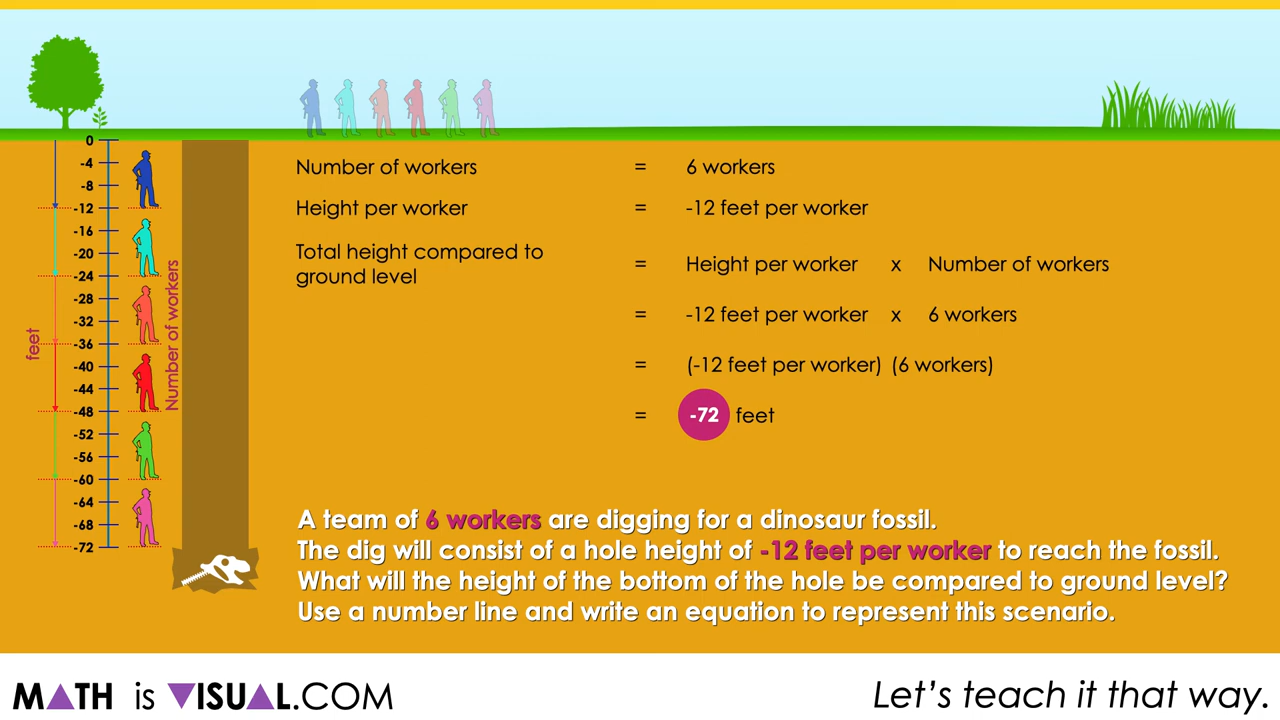 0
-4
-8
-12
-16
-20
-24
-28
-32
-36
-40
-44
-48
-52
-56
-60
-64
-68
-72
feet
Number of workers
Number of workers = 6 workers
Height per worker = -12 feet per worker
Total height compared to
ground level = Height per worker x Number of workers
= -12 feet per worker x 6 workers
= (-12 feet per worker) (6 workers)
= -72 feet
A team of 6 workers are digging for a dinosaur fossil.
The dig will consist of a hole height of -12 feet per worker to reach the fossil.
What will the height of the bottom of the hole be compared to ground level?
Use a number line and write an equation to represent this scenario.
MATH is VISUAL.COM
Let's teach it that way.